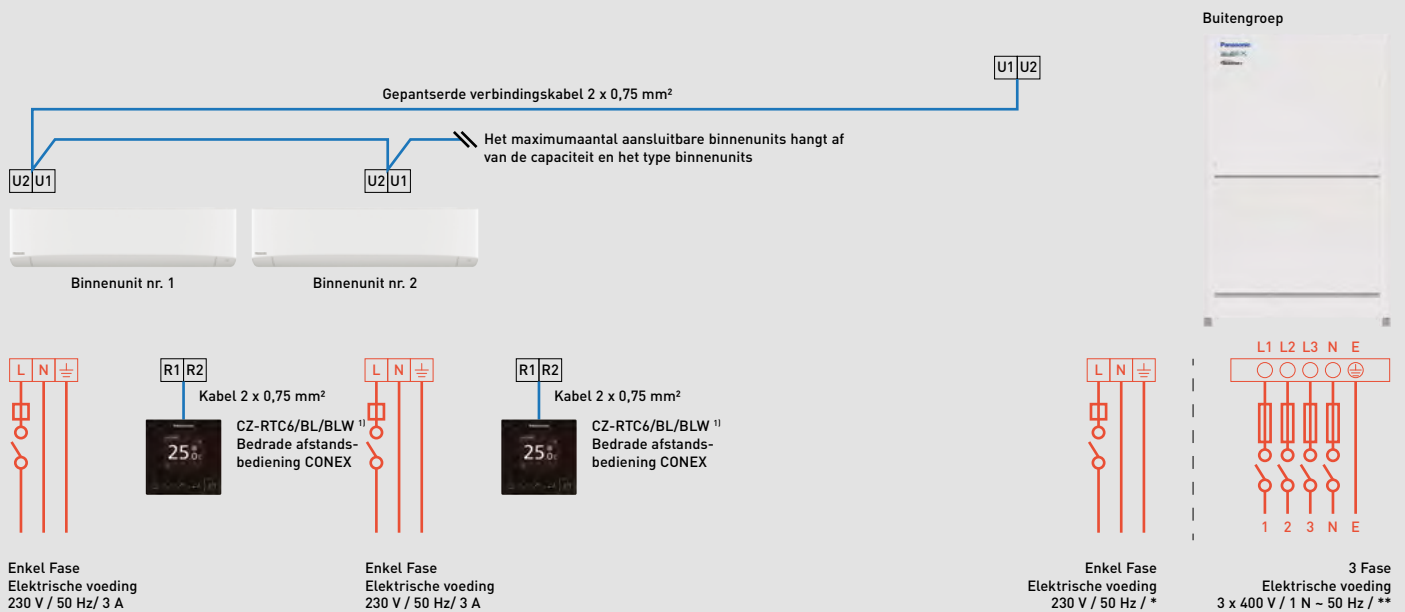 Buitengroep
Panasonic
U1 U2
Gepantserde verbindingskabel 2 x 0,75 mm²
Het maximumaantal aansluitbare binnenunits hangt af
van de capaciteit en het type binnenunits
U2 U1
U2 U1
Binnenunit nr. 1
Binnenunit nr. 2
L N
R1 R2
Kabel 2 x 0,75 mm²
CZ-RTC6/BL/BLW 1)
Bedrade afstands-
bediening CONEX
25.0c
L N
R1 R2
Kabel 2 x 0,75 mm²
CZ-RTC6/BL/BLW 1)
Bedrade afstands-
bediening CONEX
25.0c
L N
L1 L2 L3 N E
1 2 3 N E
Enkel Fase
Elektrische voeding
230 V / 50 Hz/ 3 A
Enkel Fase
Elektrische voeding
230 V / 50 Hz/ 3 A
Enkel Fase
Elektrische voeding
230 V / 50 Hz / *
3 Fase
Elektrische voeding
3 x 400 V / 1 N ~ 50 Hz / **